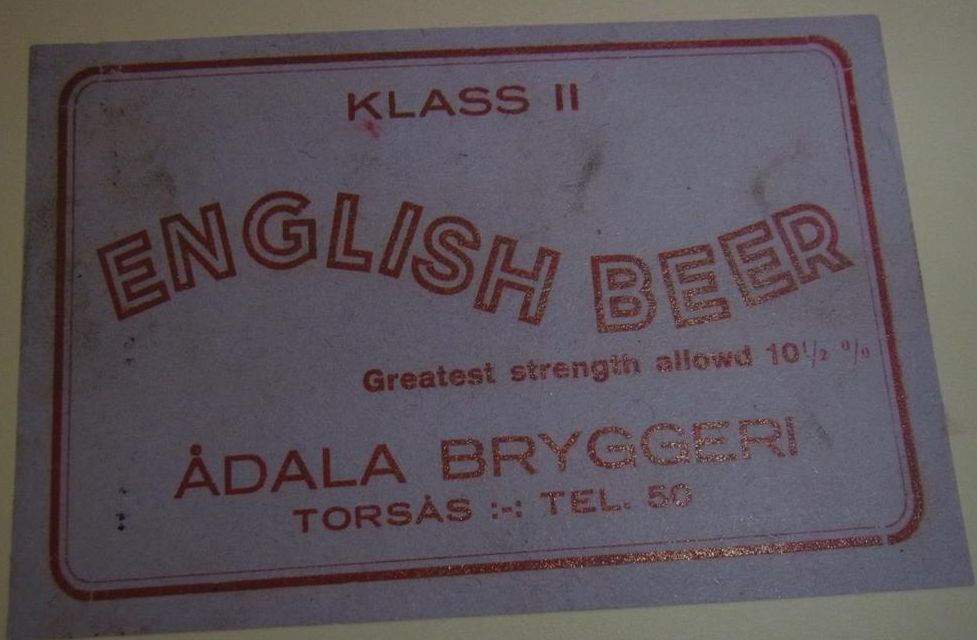 KLASS II
ENGLISH BEER
Greatest strength allowd 10½ %
ÅDALA BRYGGERI
TORSÅS :-: TEL. 50